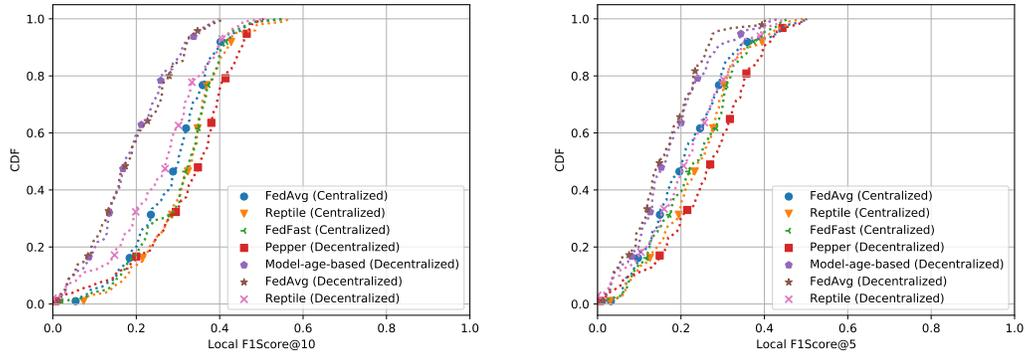 1.0
0.8
0.6
0.4
0.2
0.0
CDF
FedAvg (Centralized)
Reptile (Centralized)
FedFast (Centralized)
Pepper (Decentralized)
Model-age-based (Decentralized)
FedAvg (Decentralized)
Reptile (Decentralized)
0.0 0.2 0.4 0.6 0.8 1.0
Local F1Score@10
1.0
0.8
0.6
0.4
0.2
0.0
CDF
FedAvg (Centralized)
Reptile (Centralized)
FedFast (Centralized)
Pepper (Decentralized)
Model-age-based (Decentralized)
FedAvg (Decentralized)
Reptile (Decentralized)
0.0 0.2 0.4 0.6 0.8 1.0
Local F1Score@5